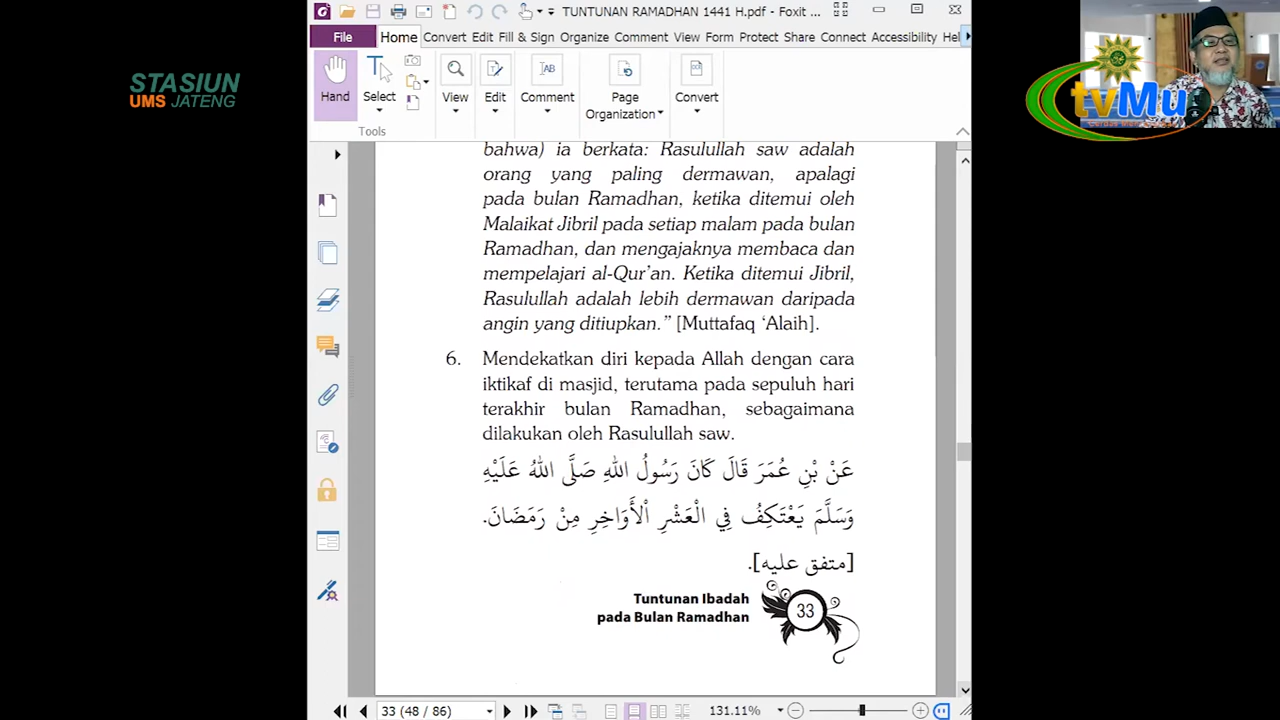 TUNTUNAN RAMADHAN 1441 H.pdf - Foxit ...
File Home Convert Edit Fill & Sign Organize Comment View Form Protect Share Connect Accessibility Hel
STASIUN
UMS JATENG
tvMu
Hand Select View Edit Comment Page Organization Convert
Tools
bahwa) ia berkata: Rasulullah saw adalah
orang yang paling dermawan, apalagi
pada bulan Ramadhan, ketika ditemui oleh
Malaikat Jibril pada setiap malam pada bulan
Ramadhan, dan mengajaknya membaca dan
mempelajari al-Qur’an. Ketika ditemui Jibril,
Rasulullah adalah lebih dermawan daripada
angin yang ditiupkan.” [Muttafaq ‘Alaih].
6. Mendekatkan diri kepada Allah dengan cara
iktikaf di masjid, terutama pada sepuluh hari
terakhir bulan Ramadhan, sebagaimana
dilakukan oleh Rasulullah saw.
عَنْ بْنِ عُمَرَ قَالَ كَانَ رَسُولُ اللهِ صَلَّى اللهُ عَلَيْهِ
وَسَلَّمَ يَعْتَكِفُ فِي الْعَشْرِ الْأَوَاخِرِ مِنْ رَمَضَانَ.
[متفق عليه].
Tuntunan Ibadah
pada Bulan Ramadhan
33
33 (48 / 86)
131.11%